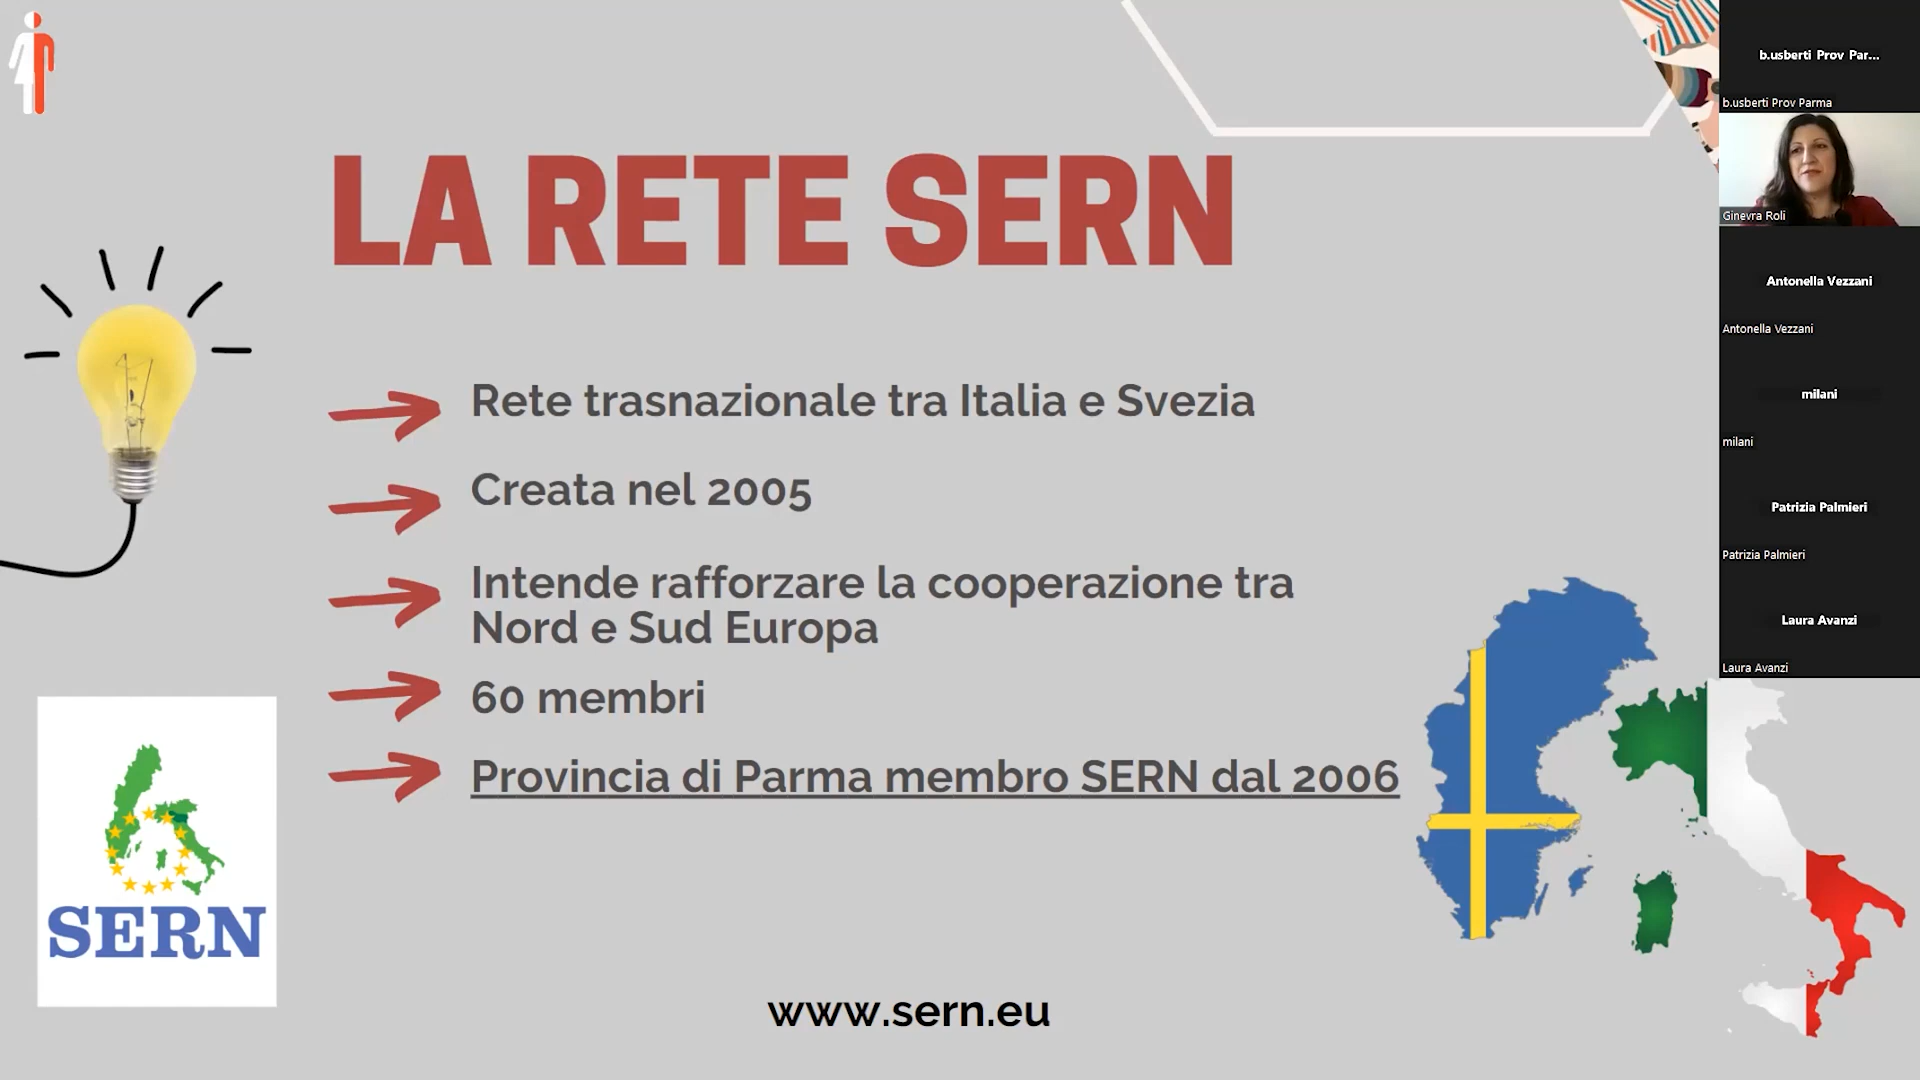 LA RETE SERN
Rete trasnazionale tra Italia e Svezia
Creata nel 2005
Intende rafforzare la cooperazione tra
Nord e Sud Europa
60 membri
Provincia di Parma membro SERN dal 2006
SERN
www.sern.eu
b.usberti Prov Par...
b.usberti Prov Parma
Ginevra Roli
Antonella Vezzani
Antonella Vezzani
milani
milani
Patrizia Palmieri
Patrizia Palmieri
Laura Avanzi
Laura Avanzi